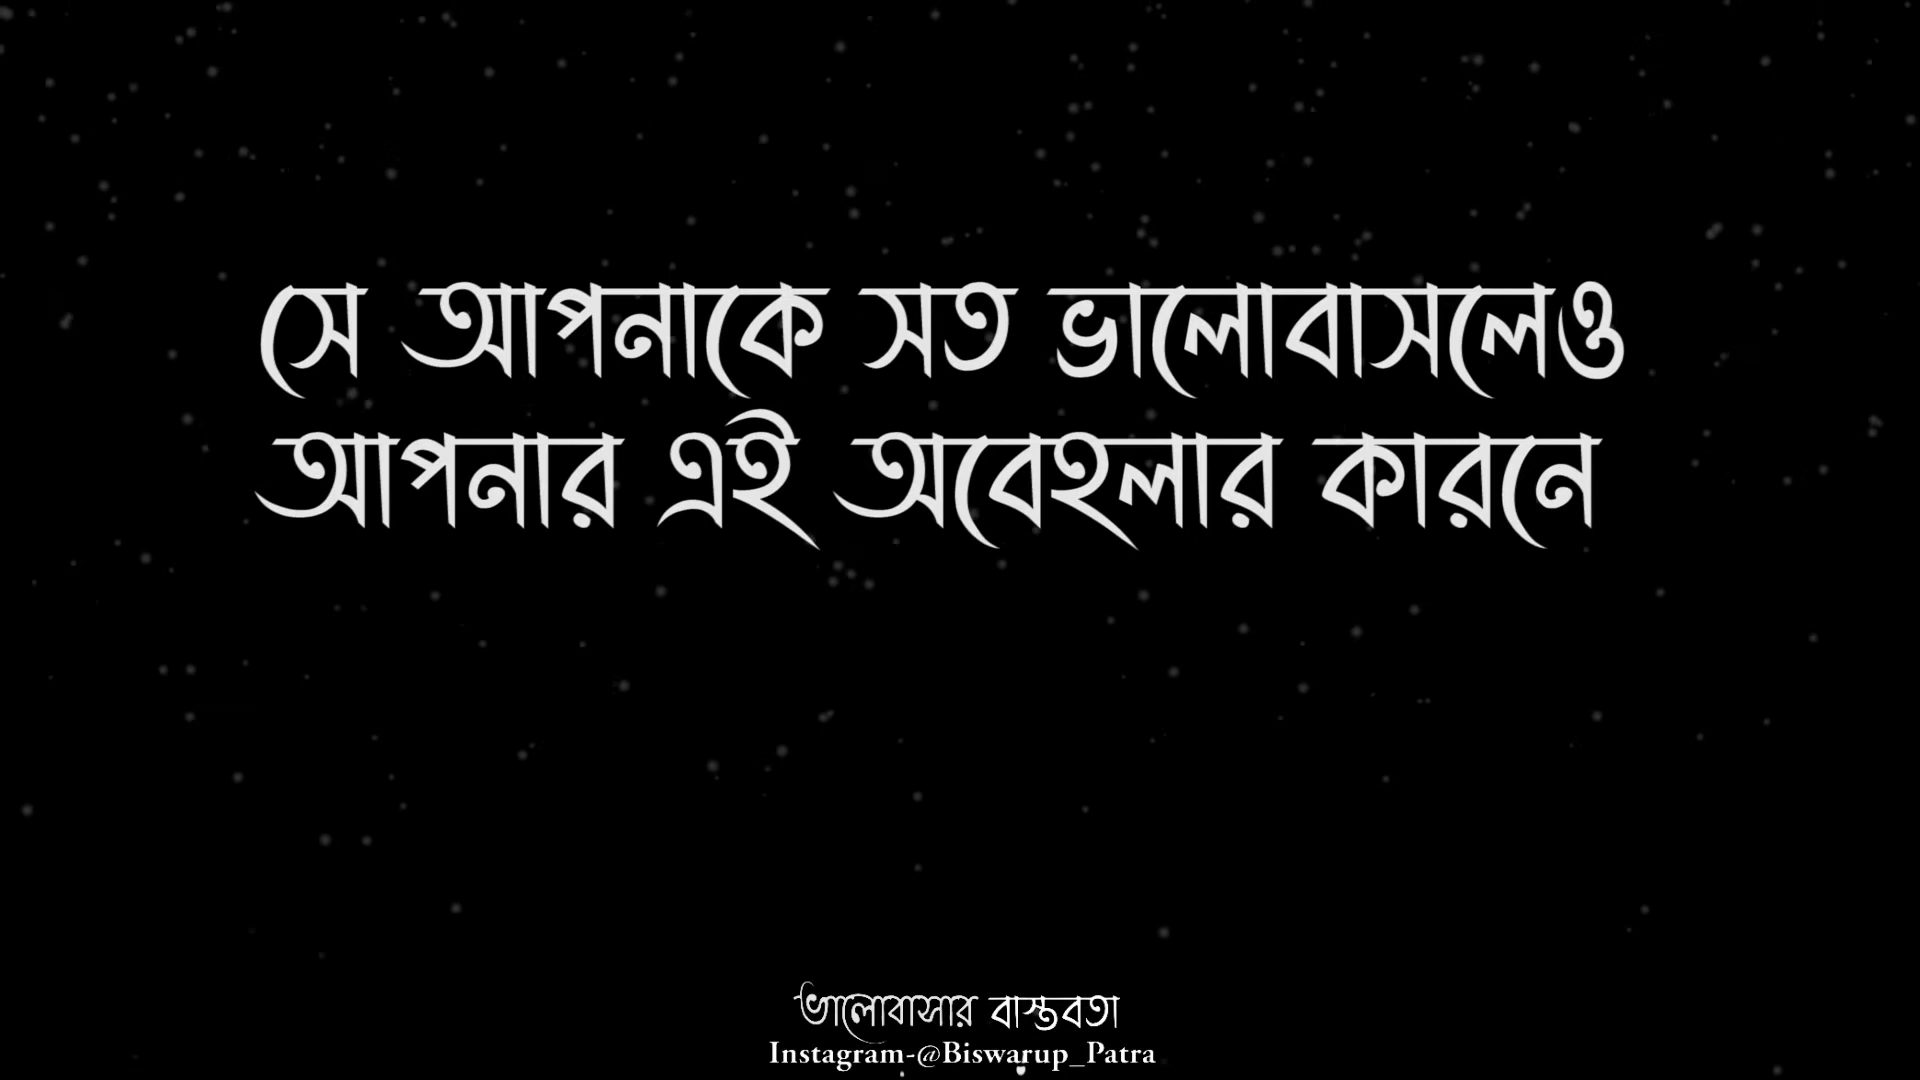 সে আপনাকে সত ভালোবাসলেও
আপনার এই অবেহলার কারনে
ভালোবাসার বাস্তবতা
Instagram-@Biswarup_Patra